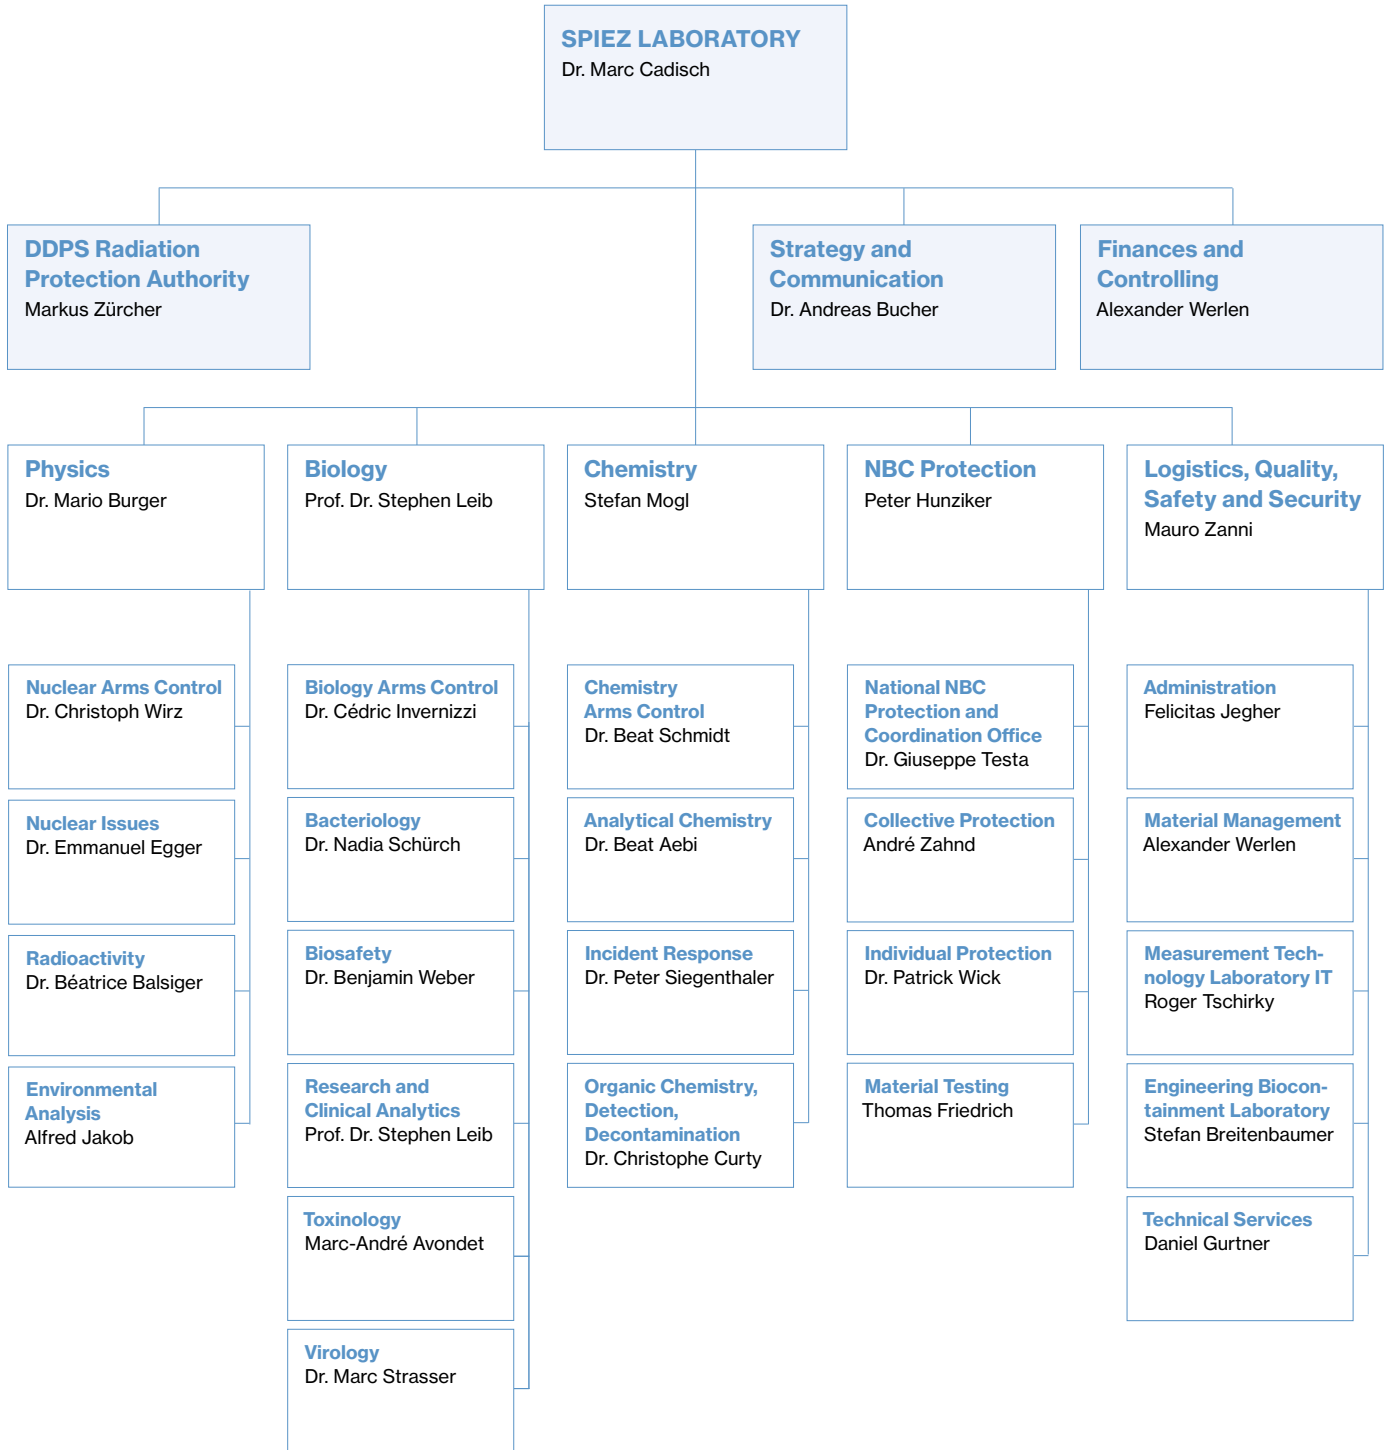 SPIEZ LABORATORY
Dr. Marc Cadisch
DDPS Radiation
Protection Authority
Markus Zürcher
Strategy and
Communication
Dr. Andreas Bucher
Finances and
Controlling
Alexander Werlen
Physics
Dr. Mario Burger
Biology
Prof. Dr. Stephen Leib
Chemistry
Stefan Mogl
NBC Protection
Peter Hunziker
Logistics, Quality,
Safety and Security
Mauro Zanni
Nuclear Arms Control
Dr. Christoph Wirz
Nuclear Issues
Dr. Emmanuel Egger
Radioactivity
Dr. Béatrice Balsiger
Environmental
Analysis
Alfred Jakob
Biology Arms Control
Dr. Cédric Invernizzi
Bacteriology
Dr. Nadia Schürch
Biosafety
Dr. Benjamin Weber
Research and
Clinical Analytics
Prof. Dr. Stephen Leib
Toxinology
Marc-André Avondet
Virology
Dr. Marc Strasser
Chemistry
Arms Control
Dr. Beat Schmidt
Analytical Chemistry
Dr. Beat Aebi
Incident Response
Dr. Peter Siegenthaler
Organic Chemistry,
Detection,
Decontamination
Dr. Christophe Curty
National NBC
Protection and
Coordination Office
Dr. Giuseppe Testa
Collective Protection
André Zahnd
Individual Protection
Dr. Patrick Wick
Material Testing
Thomas Friedrich
Administration
Felicitas Jegher
Material Management
Alexander Werlen
Measurement Tech-
nology Laboratory IT
Roger Tschirky
Engineering Biocon-
tainment Laboratory
Stefan Breitenbaumer
Technical Services
Daniel Gurtner